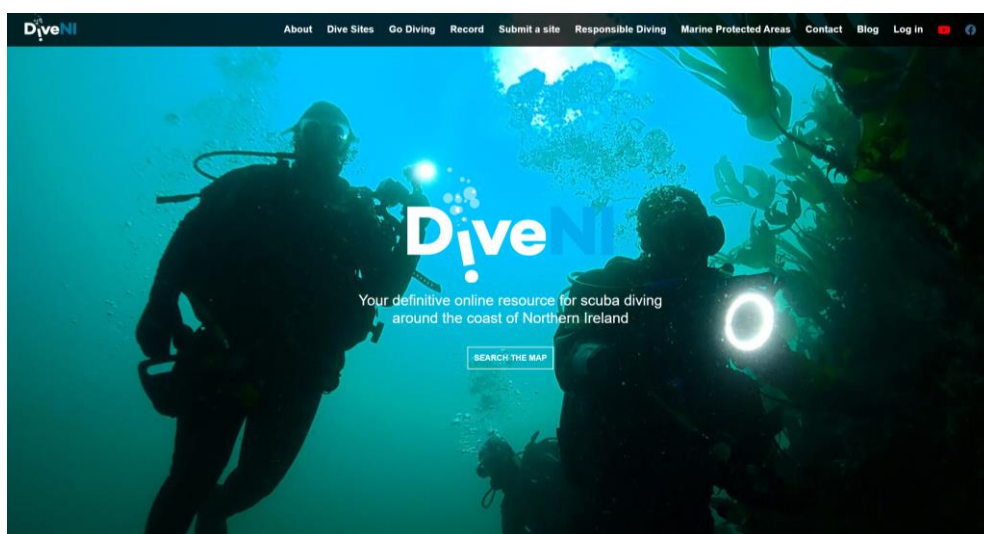 DiveNI
About Dive Sites Go Diving Record Submit a site Responsible Diving Marine Protected Areas Contact Blog Log in
DiveNI
Your definitive online resource for scuba diving
around the coast of Northern Ireland
SEARCH THE MAP